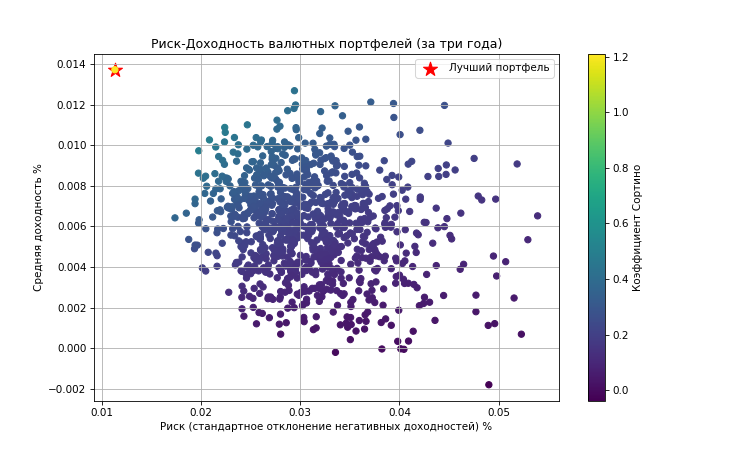 Риск-Доходность валютных портфелей (за три года)
Лучший портфель
Средняя доходность %
0.014
0.012
0.010
0.008
0.006
0.004
0.002
0.000
−0.002
0.01 0.02 0.03 0.04 0.05
Риск (стандартное отклонение негативных доходностей) %
1.2
1.0
0.8
0.6
0.4
0.2
0.0
Коэффициент Сортино